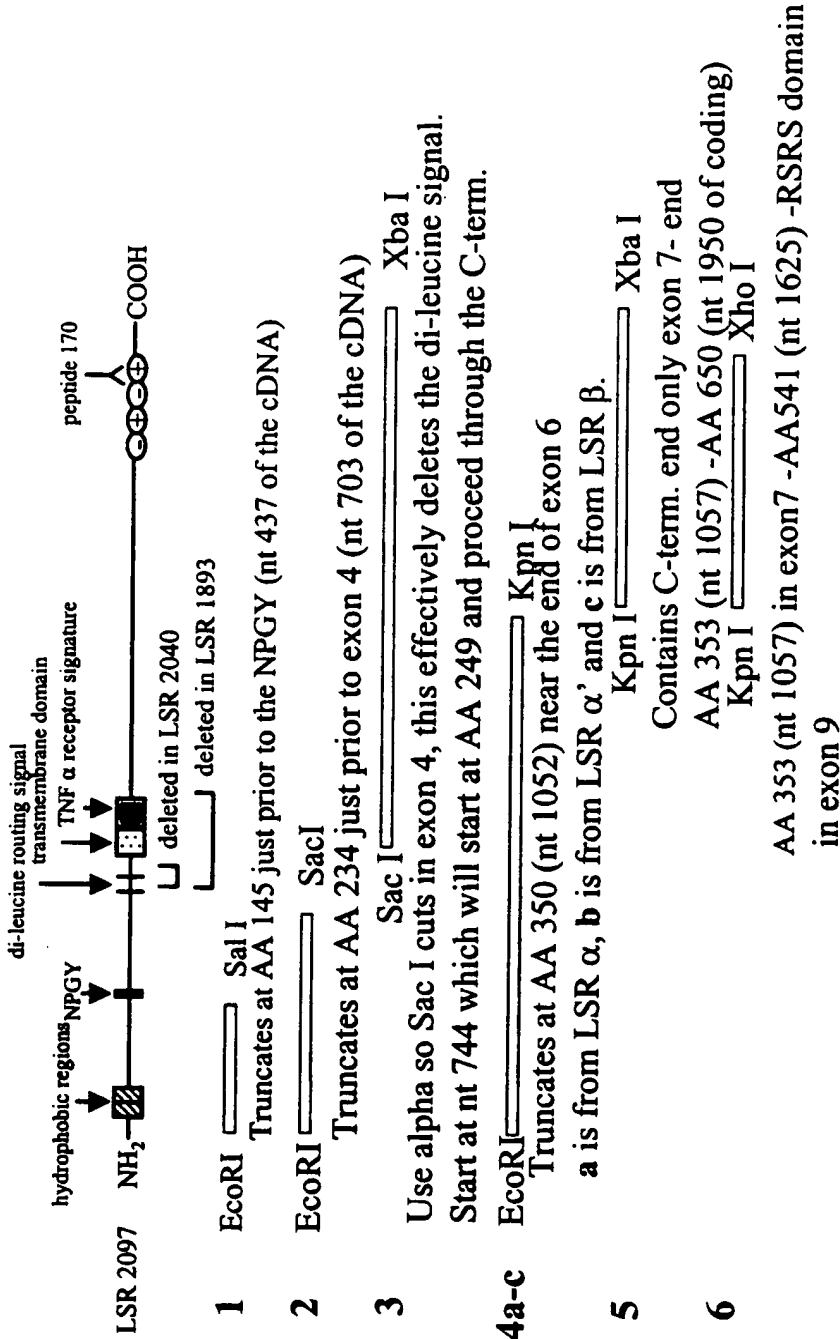 di-leucine routing signal
transmembrane domain
TNF α receptor signature
hydrophobic regions NPGY
peptide 170
LSR 2097 NH2 COOH
- + - +
deleted in LSR 2040
deleted in LSR 1893
1 EcoRI Sal I
Truncates at AA 145 just prior to the NPGY (nt 437 of the cDNA)
2 EcoRI SacI
Truncates at AA 234 just prior to exon 4 (nt 703 of the cDNA)
3 Sac I Xba I
Use alpha so Sac I cuts in exon 4, this effectively deletes the di-leucine signal.
Start at nt 744 which will start at AA 249 and proceed through the C-term.
4a-c EcoRI Kpn I
Truncates at AA 350 (nt 1052) near the end of exon 6
a is from LSR α, b is from LSR α' and c is from LSR β.
5 Kpn I Xba I
Contains C-term. end only exon 7- end
AA 353 (nt 1057) -AA 650 (nt 1950 of coding)
6 Kpn I Xho I
AA 353 (nt 1057) in exon7 -AA541 (nt 1625) -RSRS domain
in exon 9